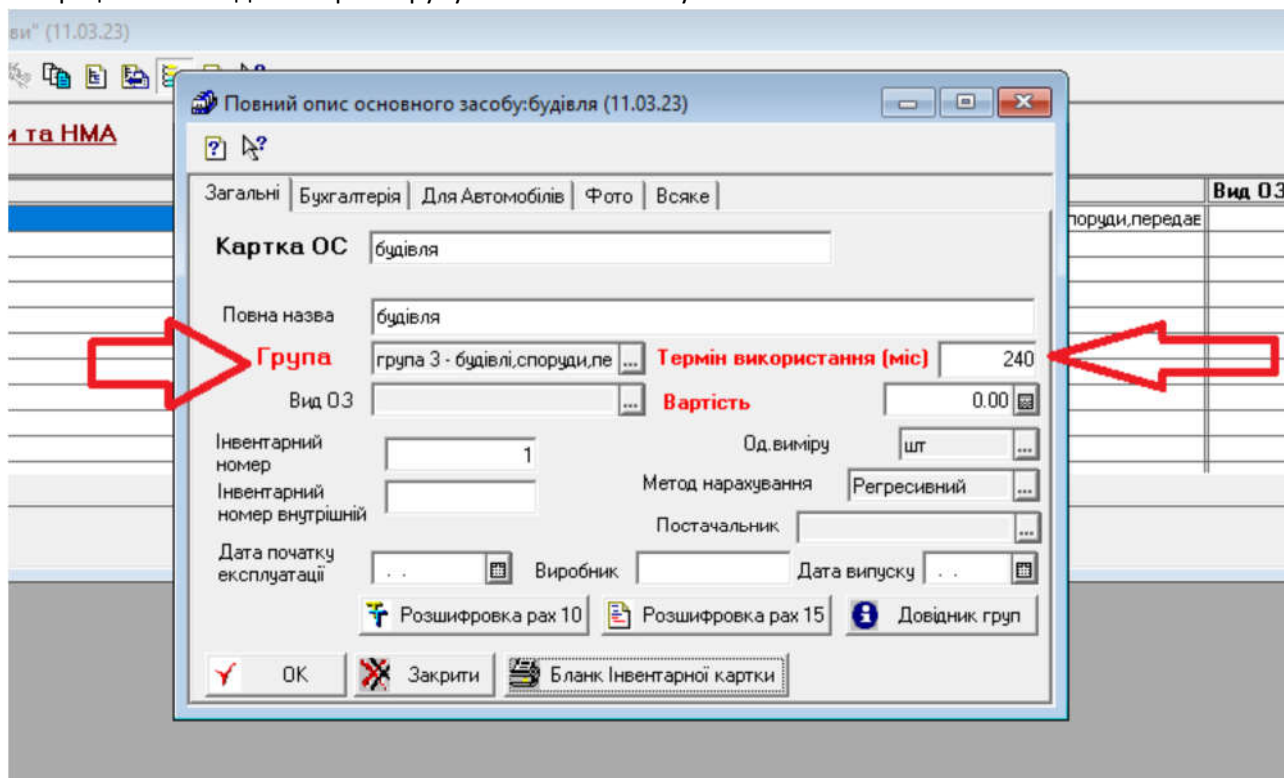 ви" (11.03.23)
Повний опис основного засобу:будівля (11.03.23)
и та НМА
Загальні Бухгалтерія Для Автомобілів Фото Всяке
Вид ОЗ
поруди,передає
Картка ОС будівля
Повна назва будівля
Група група 3 - будівлі,споруди,пе ... Термін використання (міс) 240
Вид ОЗ ... Вартість 0.00
Інвентарний номер 1 Од.виміру шт ...
Інвентарний номер внутрішній Метод нарахування Регресивний ...
Постачальник ...
Дата початку експлуатації . . Виробник Дата випуску . .
Розшифровка рах 10 Розшифровка рах 15 Довідник груп
ОК Закрити Бланк Інвентарної картки